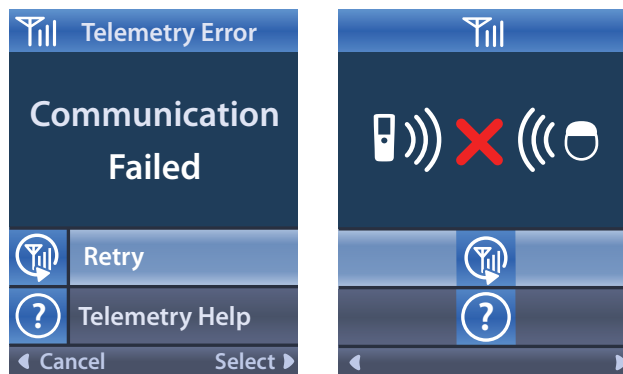 Telemetry Error
Communication
Failed
Retry
? Telemetry Help
Cancel Select
?